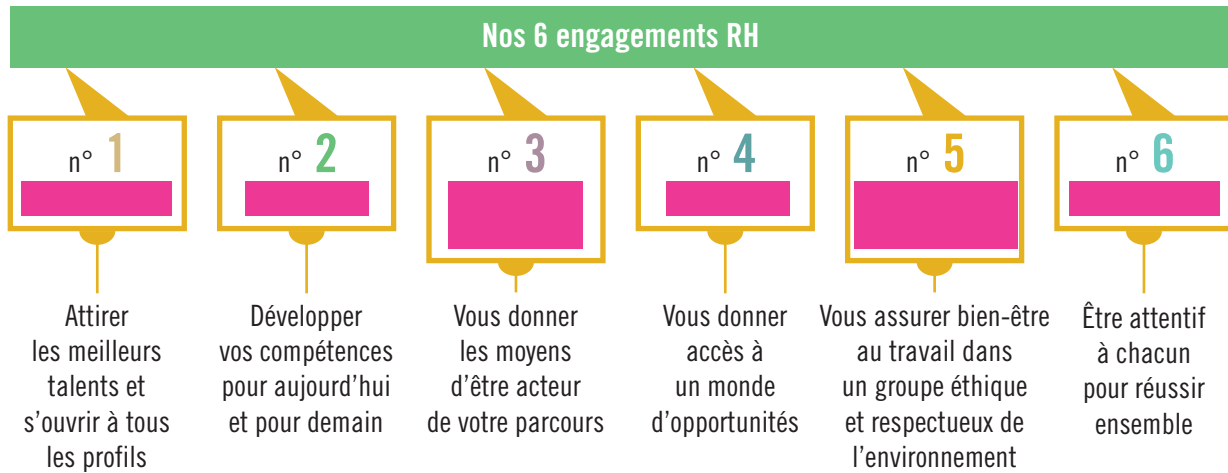 Nos 6 engagements RH
n° 1
Attirer
les meilleurs
talents et
s'ouvrir à tous
les profils
n° 2
Développer
vos compétences
pour aujourd'hui
et pour demain
n° 3
Vous donner
les moyens
d'être acteur
de votre parcours
n° 4
Vous donner
accès à
un monde
d'opportunités
n° 5
Vous assurer bien-être
au travail dans
un groupe éthique
et respectueux de
l'environnement
n° 6
Être attentif
à chacun
pour réussir
ensemble